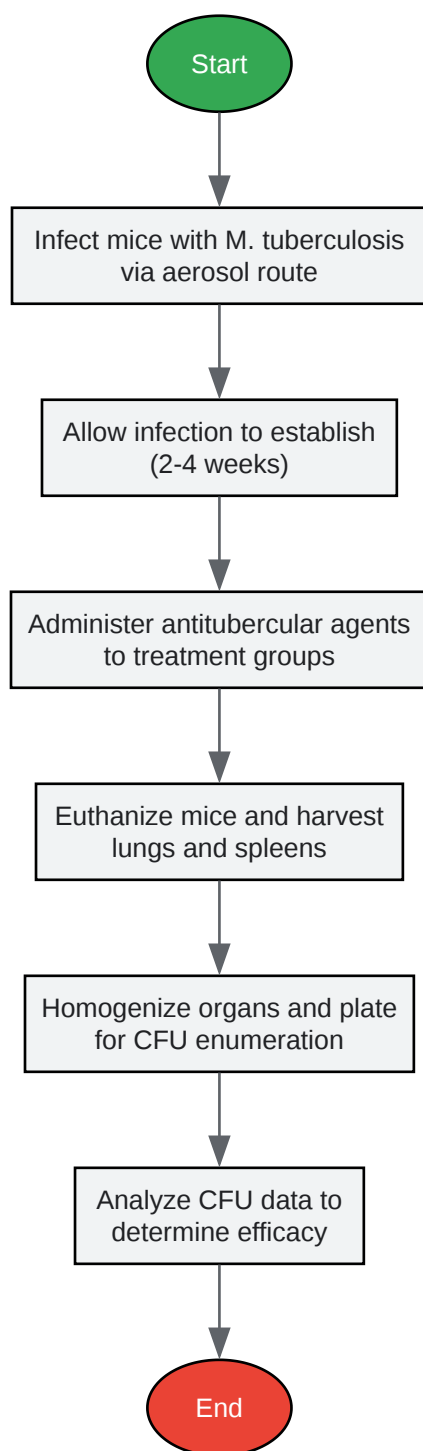 Start
Infect mice with M. tuberculosis
via aerosol route
Allow infection to establish
(2-4 weeks)
Administer antitubercular agents
to treatment groups
Euthanize mice and harvest
lungs and spleens
Homogenize organs and plate
for CFU enumeration
Analyze CFU data to
determine efficacy
End